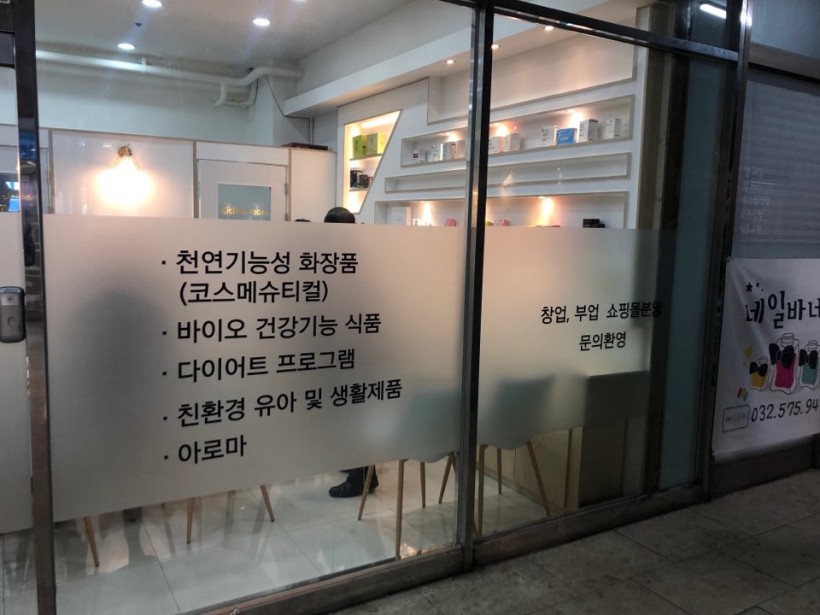 · 천연기능성 화장품
(코스메슈티컬)
· 바이오 건강기능 식품
· 다이어트 프로그램
· 친환경 유아 및 생활제품
· 아로마
창업, 부업 쇼핑몰분양
문의환영
네일바네
032.575.94